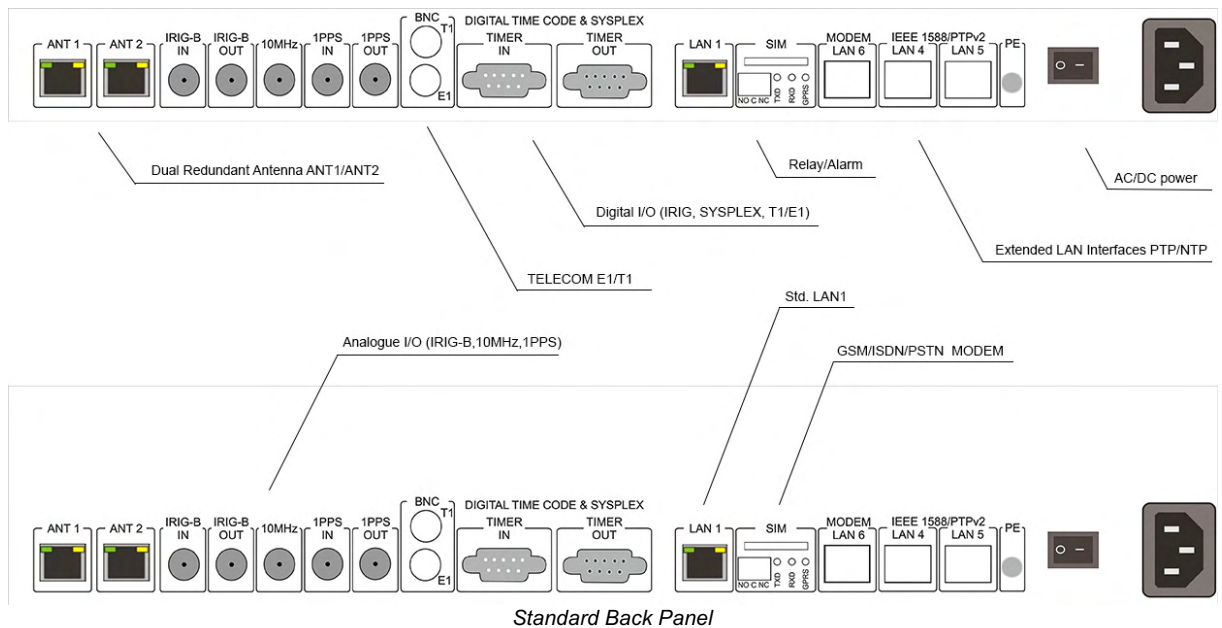 BNC
DIGITAL TIME CODE & SYSPLEX
ANT 1
ANT 2
IRIG-B
IN
IRIG-B
OUT
10MHz
1PPS
IN
1PPS
OUT
T1
E1
TIMER
IN
TIMER
OUT
LAN 1
SIM
NO C NC
TXD
RXD
GPRS
MODEM
LAN 6
IEEE 1588/PTPv2
LAN 4
LAN 5
PE
O –
Dual Redundant Antenna ANT1/ANT2
Relay/Alarm
AC/DC power
Digital I/O (IRIG, SYSPLEX, T1/E1)
Extended LAN Interfaces PTP/NTP
TELECOM E1/T1
Std. LAN1
Analogue I/O (IRIG-B,10MHz,1PPS)
GSM/ISDN/PSTN MODEM
BNC
DIGITAL TIME CODE & SYSPLEX
ANT 1
ANT 2
IRIG-B
IN
IRIG-B
OUT
10MHz
1PPS
IN
1PPS
OUT
T1
E1
TIMER
IN
TIMER
OUT
LAN 1
SIM
NO C NC
TXD
RXD
GPRS
MODEM
LAN 6
IEEE 1588/PTPv2
LAN 4
LAN 5
PE
O –
Standard Back Panel